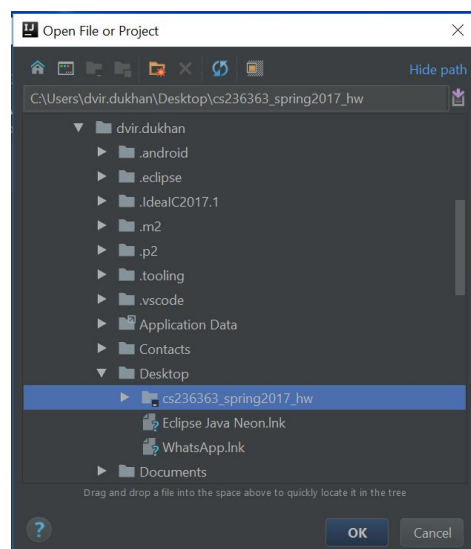 IJ Open File or Project
Hide path
C:\Users\dvir.dukhan\Desktop\cs236363_spring2017_hw
dvir.dukhan
.android
.eclipse
.IdeaIC2017.1
.m2
.p2
.tooling
.vscode
Application Data
Contacts
Desktop
cs236363_spring2017_hw
Eclipse Java Neon.lnk
WhatsApp.lnk
Documents
Drag and drop a file into the space above to quickly locate it in the tree
? OK Cancel